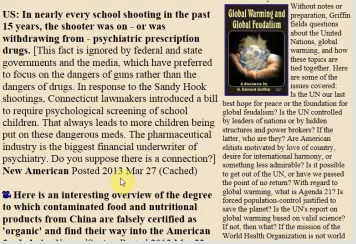 US: In nearly every school shooting in the past
15 years, the shooter was on - or was
withdrawing from - psychiatric prescription
drugs. [This fact is ignored by federal and state
governments and the media, which have preferred
to focus on the dangers of guns rather than the
dangers of drugs. In response to the Sandy Hook
shootings, Connecticut lawmakers introduced a bill
to require psychological screening of school
children. That always leads to more children being
put on these dangerous meds. The pharmaceutical
industry is the biggest financial underwriter of
psychiatry. Do you suppose there is a connection?]
New American Posted 2013 Mar 27 (Cached)
Here is an interesting overview of the degree
to which contaminated food and nutritional
products from China are falsely certified as
'organic' and find their way into the American
Global Warming and
Global Feudalism
Without notes or
preparation, Griffin
fields questions
about the United
Nations, global
warming, and how
these topics are
tied together. Here
are some of the
issues covered:
Is the UN our last
best hope for peace or the foundation for
global feudalism? Is the UN controlled
by leaders of nations or by hidden
structures and power brokers? If the
latter, who are they? Are American
elitists motivated by love of country,
desire for international harmony, or
something less admirable? Is it possible
to get out of the UN, or have we passed
the point of no return? With regard to
global warming, what is Agenda 21? Is
forced population-control justified to
save the planet? Is the UN's report on
global warming based on valid science?
If not, then what? If the mission of the
World Health Organization is not world